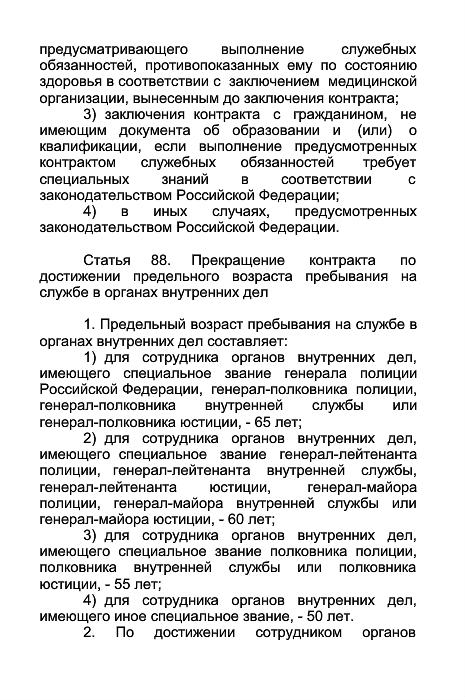 предусматривающего выполнение служебных
обязанностей, противопоказанных ему по состоянию
здоровья в соответствии с заключением медицинской
организации, вынесенным до заключения контракта;
3) заключения контракта с гражданином, не
имеющим документа об образовании и (или) о
квалификации, если выполнение предусмотренных
контрактом служебных обязанностей требует
специальных знаний в соответствии с
законодательством Российской Федерации;
4) в иных случаях, предусмотренных
законодательством Российской Федерации.
Статья 88. Прекращение контракта по
достижении предельного возраста пребывания на
службе в органах внутренних дел
1. Предельный возраст пребывания на службе в
органах внутренних дел составляет:
1) для сотрудника органов внутренних дел,
имеющего специальное звание генерала полиции
Российской Федерации, генерал-полковника полиции,
генерал-полковника внутренней службы или
генерал-полковника юстиции, - 65 лет;
2) для сотрудника органов внутренних дел,
имеющего специальное звание генерал-лейтенанта
полиции, генерал-лейтенанта внутренней службы,
генерал-лейтенанта юстиции, генерал-майора
полиции, генерал-майора внутренней службы или
генерал-майора юстиции, - 60 лет;
3) для сотрудника органов внутренних дел,
имеющего специальное звание полковника полиции,
полковника внутренней службы или полковника
юстиции, - 55 лет;
4) для сотрудника органов внутренних дел,
имеющего иное специальное звание, - 50 лет.
2. По достижении сотрудником органов